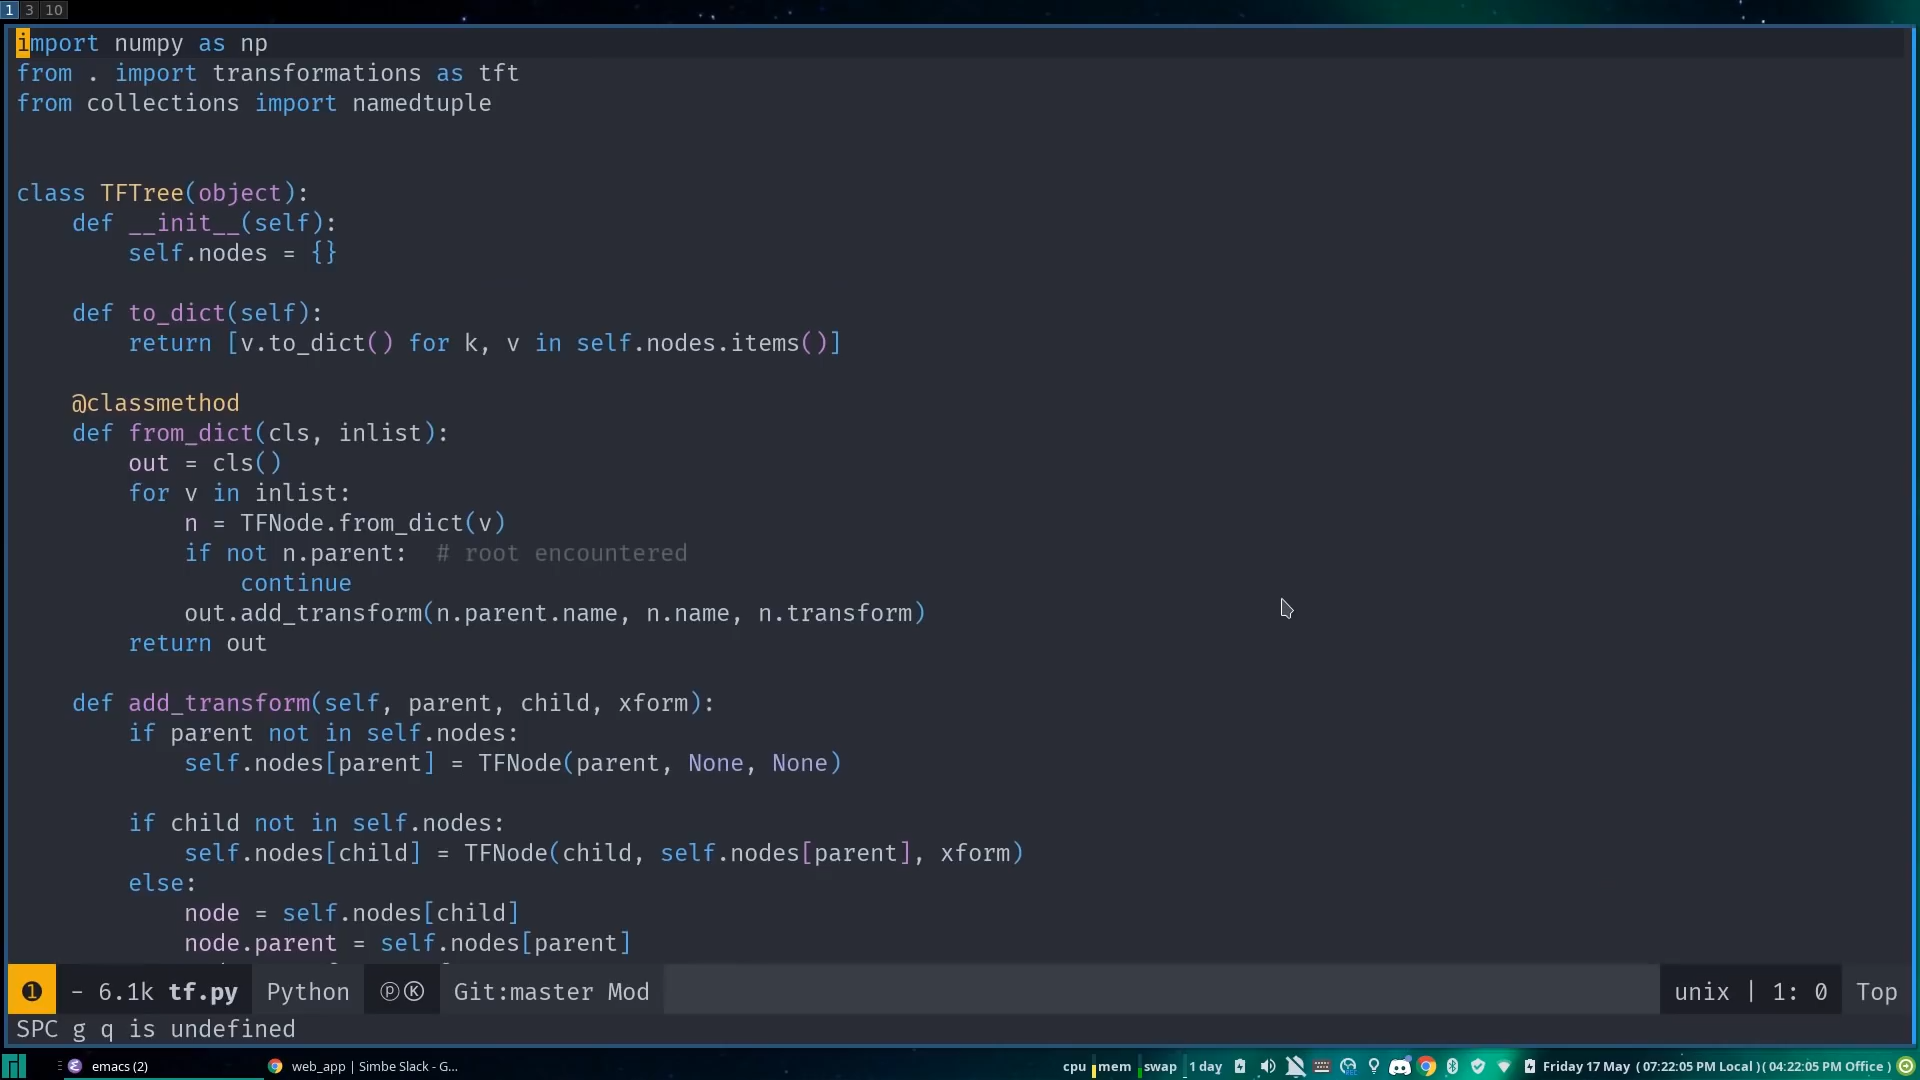 1 3 10
import numpy as np
from . import transformations as tft
from collections import namedtuple
class TFTree(object):
    def __init__(self):
        self.nodes = {}
    def to_dict(self):
        return [v.to_dict() for k, v in self.nodes.items()]
    @classmethod
    def from_dict(cls, inlist):
        out = cls()
        for v in inlist:
            n = TFNode.from_dict(v)
            if not n.parent:  # root encountered
                continue
            out.add_transform(n.parent.name, n.name, n.transform)
        return out
    def add_transform(self, parent, child, xform):
        if parent not in self.nodes:
            self.nodes[parent] = TFNode(parent, None, None)
        if child not in self.nodes:
            self.nodes[child] = TFNode(child, self.nodes[parent], xform)
        else:
            node = self.nodes[child]
            node.parent = self.nodes[parent]
❶ - 6.1k tf.py Python ⓟⓀ Git:master Mod unix | 1: 0 Top
SPC g q is undefined
emacs (2) web_app | Simbe Slack - G... cpu mem swap 1 day Friday 17 May (07:22:05 PM Local )( 04:22:05 PM Office )